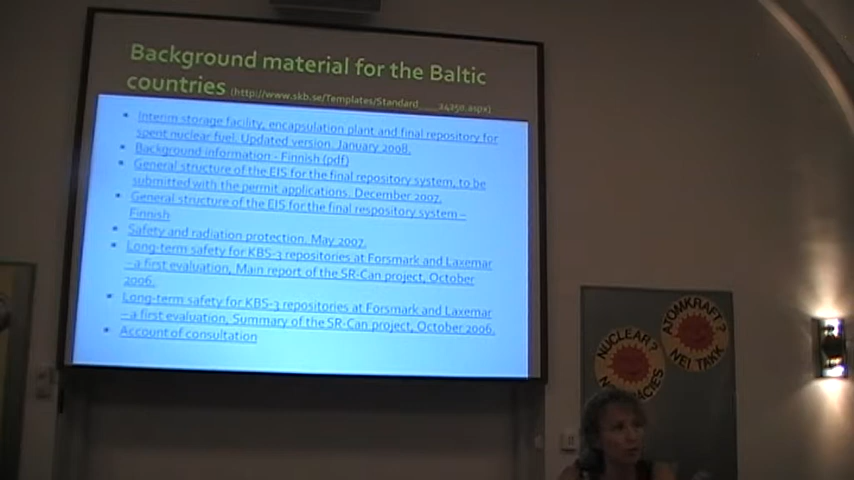 Background material for the Baltic
countries (http://www.skb.se/Templates/Standard____24250.aspx)
• Interim storage facility, encapsulation plant and final repository for
spent nuclear fuel. Updated version. January 2008.
• Background information - Finnish (pdf)
• General structure of the EIS for the final repository system, to be
submitted with the permit applications. December 2007.
• General structure of the EIS for the final respository system –
Finnish
• Safety and radiation protection. May 2007.
• Long-term safety for KBS-3 repositories at Forsmark and Laxemar
–a first evaluation, Main report of the SR-Can project, October
2006.
• Long-term safety for KBS-3 repositories at Forsmark and Laxemar
–a first evaluation, Summary of the SR-Can project, October 2006.
• Account of consultation
NUCLEAR?
ATOMKRAFT?
NEI TAKK